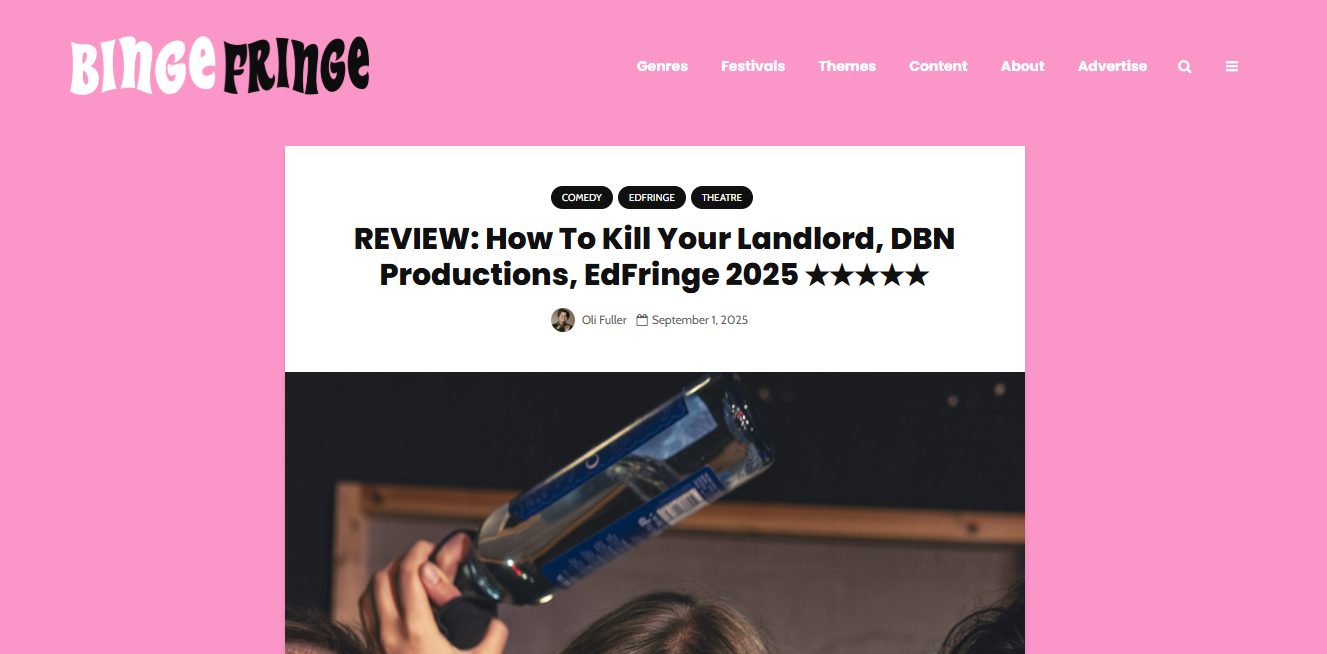 BINGE FRINGE
Genres Festivals Themes Content About Advertise
COMEDY EDFRINGE THEATRE
REVIEW: How To Kill Your Landlord, DBN
Productions, EdFringe 2025 ★★★★★
Oli Fuller September 1, 2025